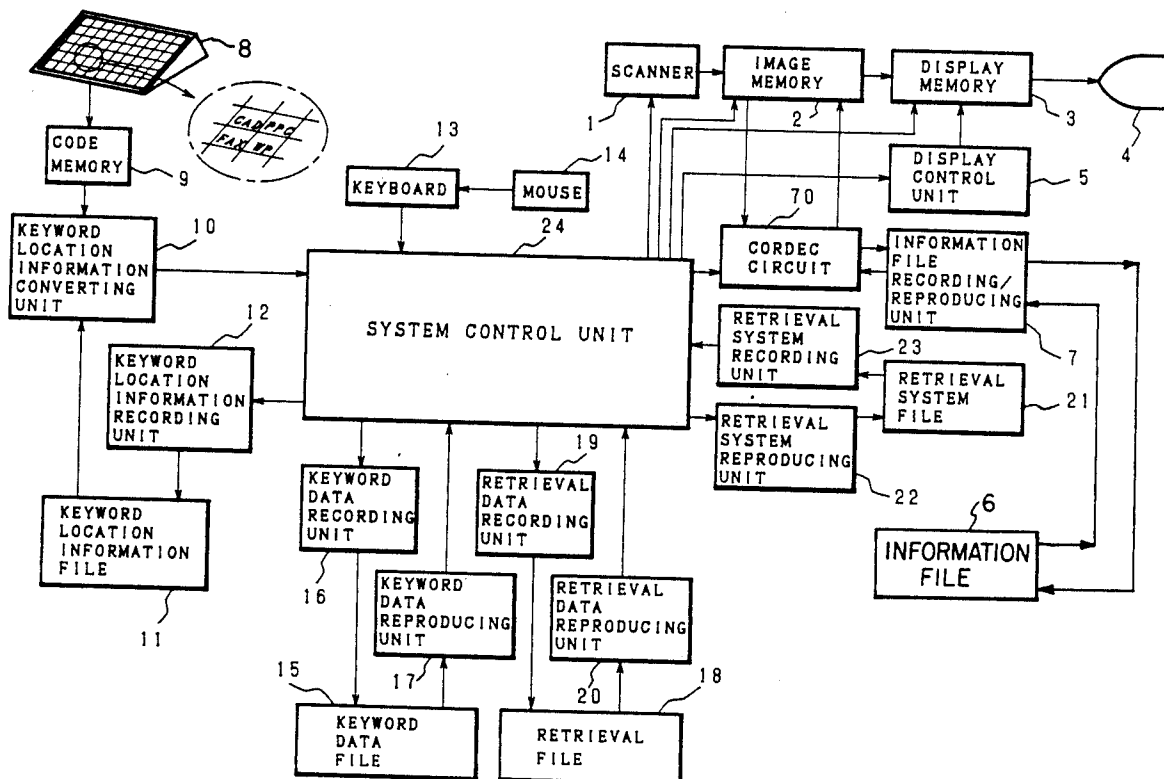 8
CAD PPC
FAX WP
CODE
MEMORY
9
13
KEYBOARD
14
MOUSE
SCANNER
1
IMAGE
MEMORY
2
DISPLAY
MEMORY
3
4
DISPLAY
CONTROL
UNIT
5
KEYWORD
LOCATION
INFORMATION
CONVERTING
UNIT
10
24
SYSTEM CONTROL UNIT
70
CORDEC
CIRCUIT
INFORMATION
FILE
RECORDING/
REPRODUCING
UNIT
7
12
KEYWORD
LOCATION
INFORMATION
RECORDING
UNIT
RETRIEVAL
SYSTEM
RECORDING
UNIT
23
RETRIEVAL
SYSTEM
FILE
21
RETRIEVAL
SYSTEM
REPRODUCING
UNIT
22
KEYWORD
LOCATION
INFORMATION
FILE
11
KEYWORD
DATA
RECORDING
UNIT
16
19
RETRIEVAL
DATA
RECORDING
UNIT
6
INFORMATION
FILE
KEYWORD
DATA
REPRODUCING
UNIT
17
RETRIEVAL
DATA
REPRODUCING
UNIT
20
15
KEYWORD
DATA
FILE
18
RETRIEVAL
FILE